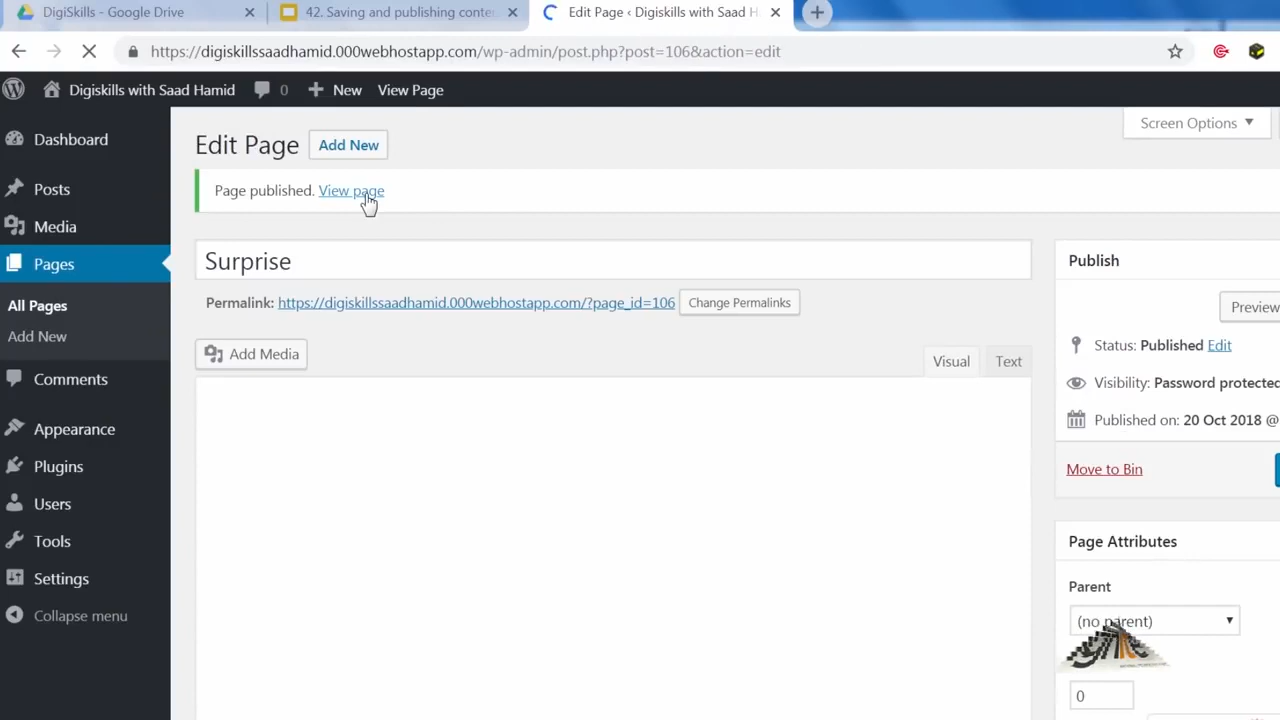 DigiSkills - Google Drive
42. Saving and publishing conte
Edit Page ‹ Digiskills with Saad H
https://digiskillssaadhamid.000webhostapp.com/wp-admin/post.php?post=106&action=edit
Digiskills with Saad Hamid 0 New View Page
Screen Options
Edit Page Add New
Page published. View page
Dashboard
Posts
Media
Pages
All Pages
Add New
Comments
Appearance
Plugins
Users
Tools
Settings
Collapse menu
Surprise
Permalink: https://digiskillssaadhamid.000webhostapp.com/?page_id=106 Change Permalinks
Add Media
Visual Text
Publish
Preview
Status: Published Edit
Visibility: Password protected
Published on: 20 Oct 2018 @
Move to Bin
Page Attributes
Parent
(no parent)
0